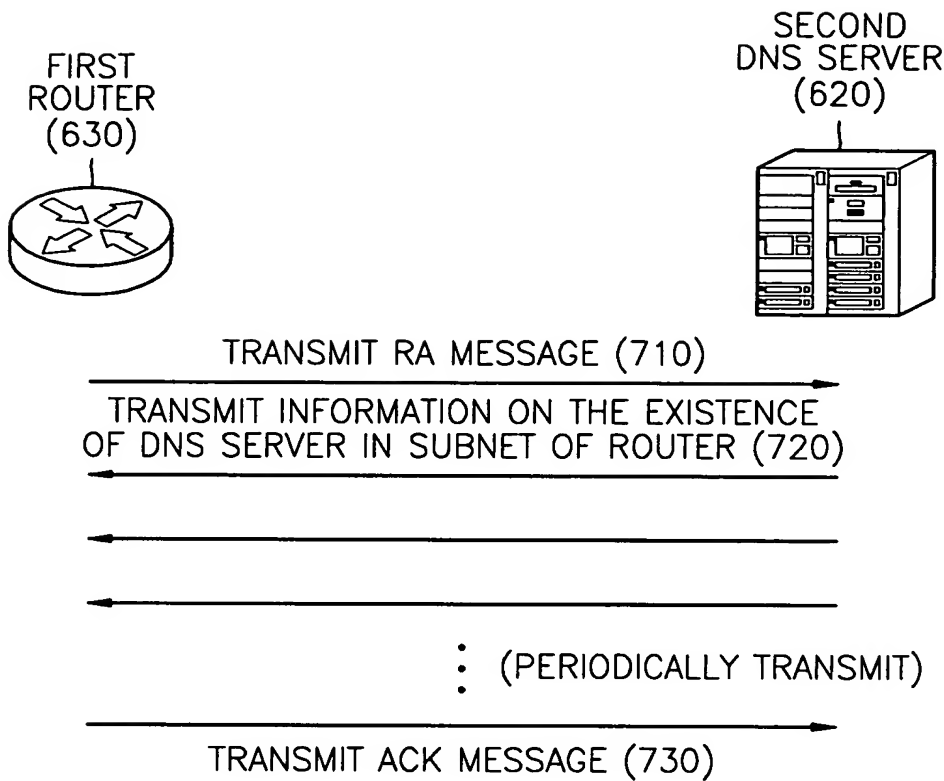 FIRST
ROUTER
(630)
SECOND
DNS SERVER
(620)
TRANSMIT RA MESSAGE (710)
TRANSMIT INFORMATION ON THE EXISTENCE
OF DNS SERVER IN SUBNET OF ROUTER (720)
(PERIODICALLY TRANSMIT)
TRANSMIT ACK MESSAGE (730)